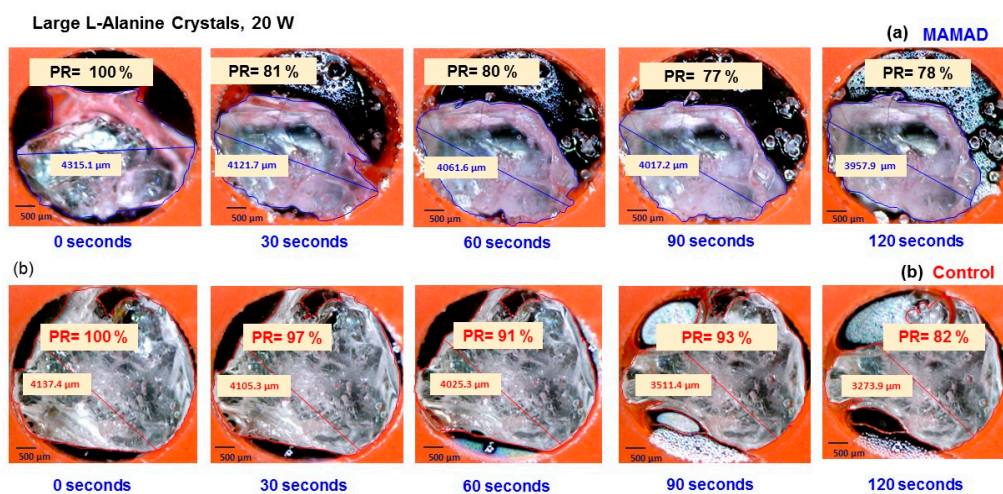 Large L-Alanine Crystals, 20 W
(a) MAMAD
PR= 100 %
PR= 81 %
PR= 80 %
PR= 77 %
PR= 78 %
4315.1 µm
4121.7 µm
4061.6 µm
4017.2 µm
3957.9 µm
500 µm
500 µm
500 µm
500 µm
500 µm
0 seconds
30 seconds
60 seconds
90 seconds
120 seconds
(b)
(b) Control
PR= 100 %
PR= 97 %
PR= 91 %
PR= 93 %
PR= 82 %
4137.4 µm
4105.3 µm
4025.3 µm
3511.4 µm
3273.9 µm
500 µm
500 µm
500 µm
500 µm
500 µm
0 seconds
30 seconds
60 seconds
90 seconds
120 seconds